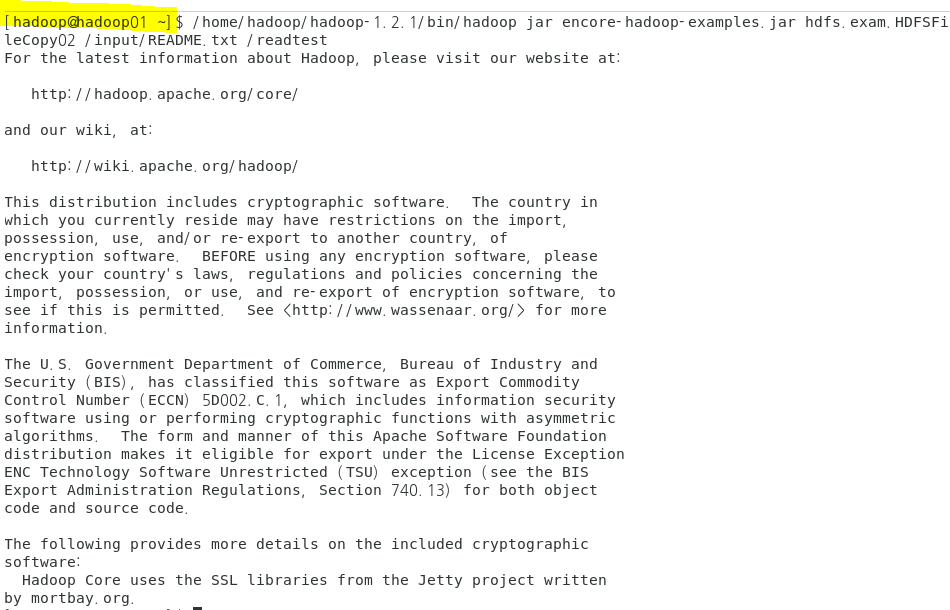 [hadoop@hadoop01 ~]$ /home/hadoop/hadoop-1.2.1/bin/hadoop jar encore-hadoop-examples.jar hdfs.exam.HDFSFi
leCopy02 /input/README.txt /readtest
For the latest information about Hadoop, please visit our website at:
http://hadoop.apache.org/core/
and our wiki, at:
http://wiki.apache.org/hadoop/
This distribution includes cryptographic software.  The country in
which you currently reside may have restrictions on the import,
possession, use, and/or re-export to another country, of
encryption software.  BEFORE using any encryption software, please
check your country's laws, regulations and policies concerning the
import, possession, or use, and re-export of encryption software, to
see if this is permitted.  See <http://www.wassenaar.org/> for more
information.
The U.S. Government Department of Commerce, Bureau of Industry and
Security (BIS), has classified this software as Export Commodity
Control Number (ECCN) 5D002.C.1, which includes information security
software using or performing cryptographic functions with asymmetric
algorithms.  The form and manner of this Apache Software Foundation
distribution makes it eligible for export under the License Exception
ENC Technology Software Unrestricted (TSU) exception (see the BIS
Export Administration Regulations, Section 740.13) for both object
code and source code.
The following provides more details on the included cryptographic
software:
Hadoop Core uses the SSL libraries from the Jetty project written
by mortbay.org.